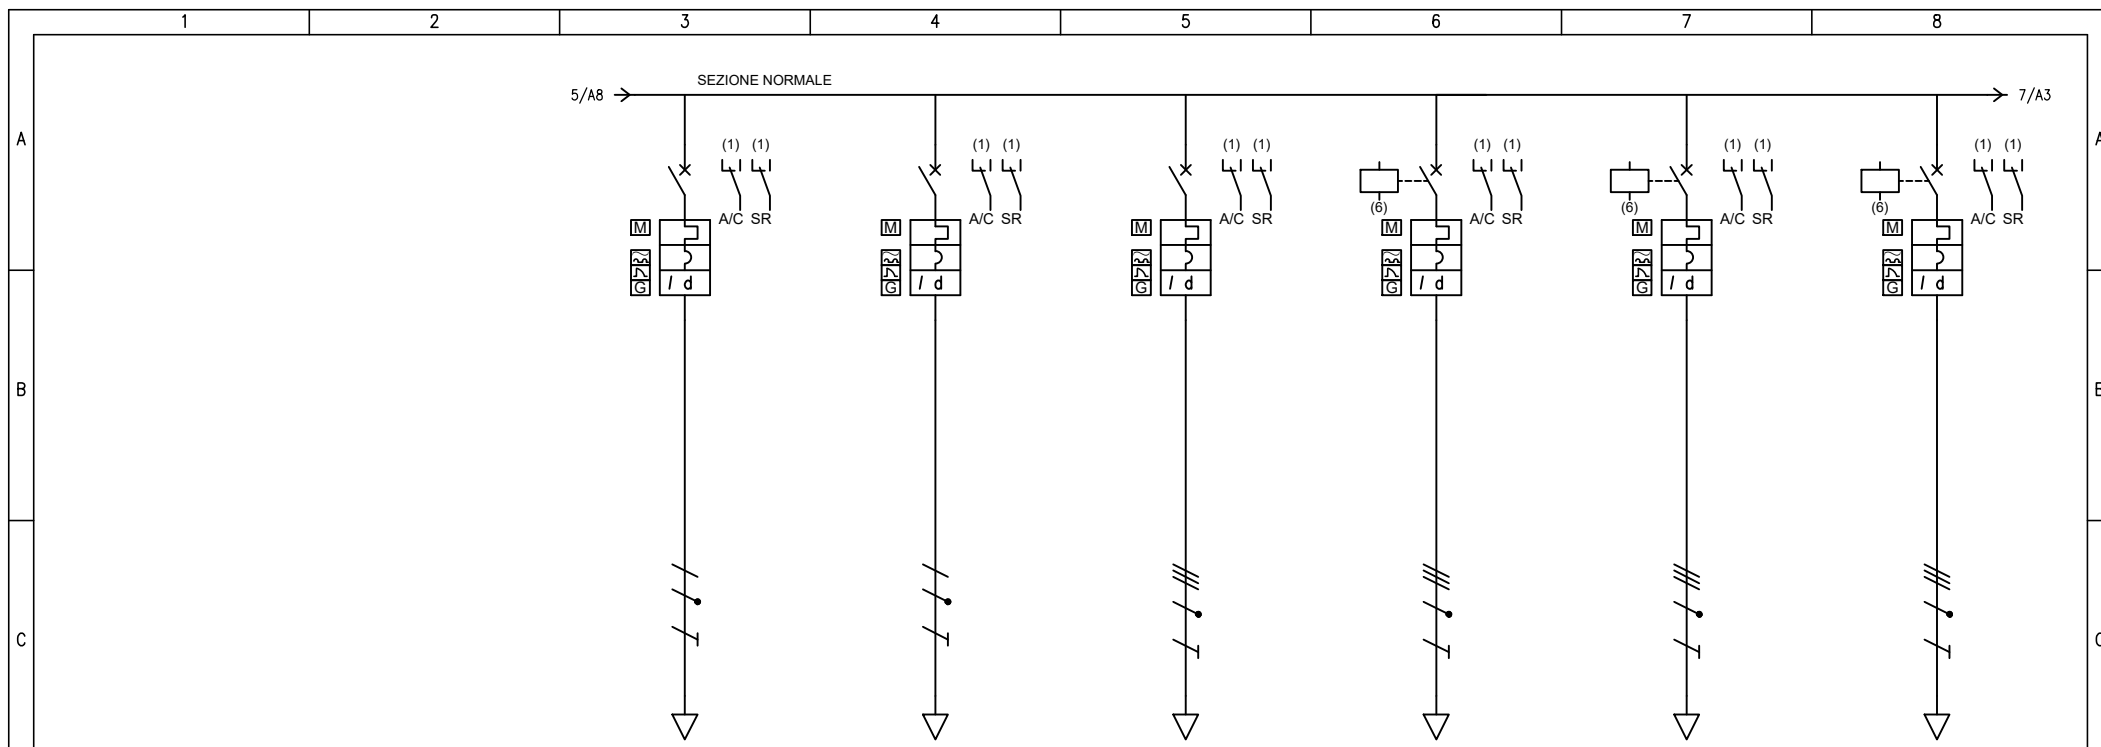 1 2 3 4 5 6 7 8
SEZIONE NORMALE
5/A8 7/A3
A A
(1) (1) (1) (1) (1) (1) (1) (1) (1) (1) (1) (1)
(6) (6) (6)
A/C SR A/C SR A/C SR A/C SR A/C SR A/C SR
M M M M M M
G I d G I d G I d G I d G I d G I d
B B
C C